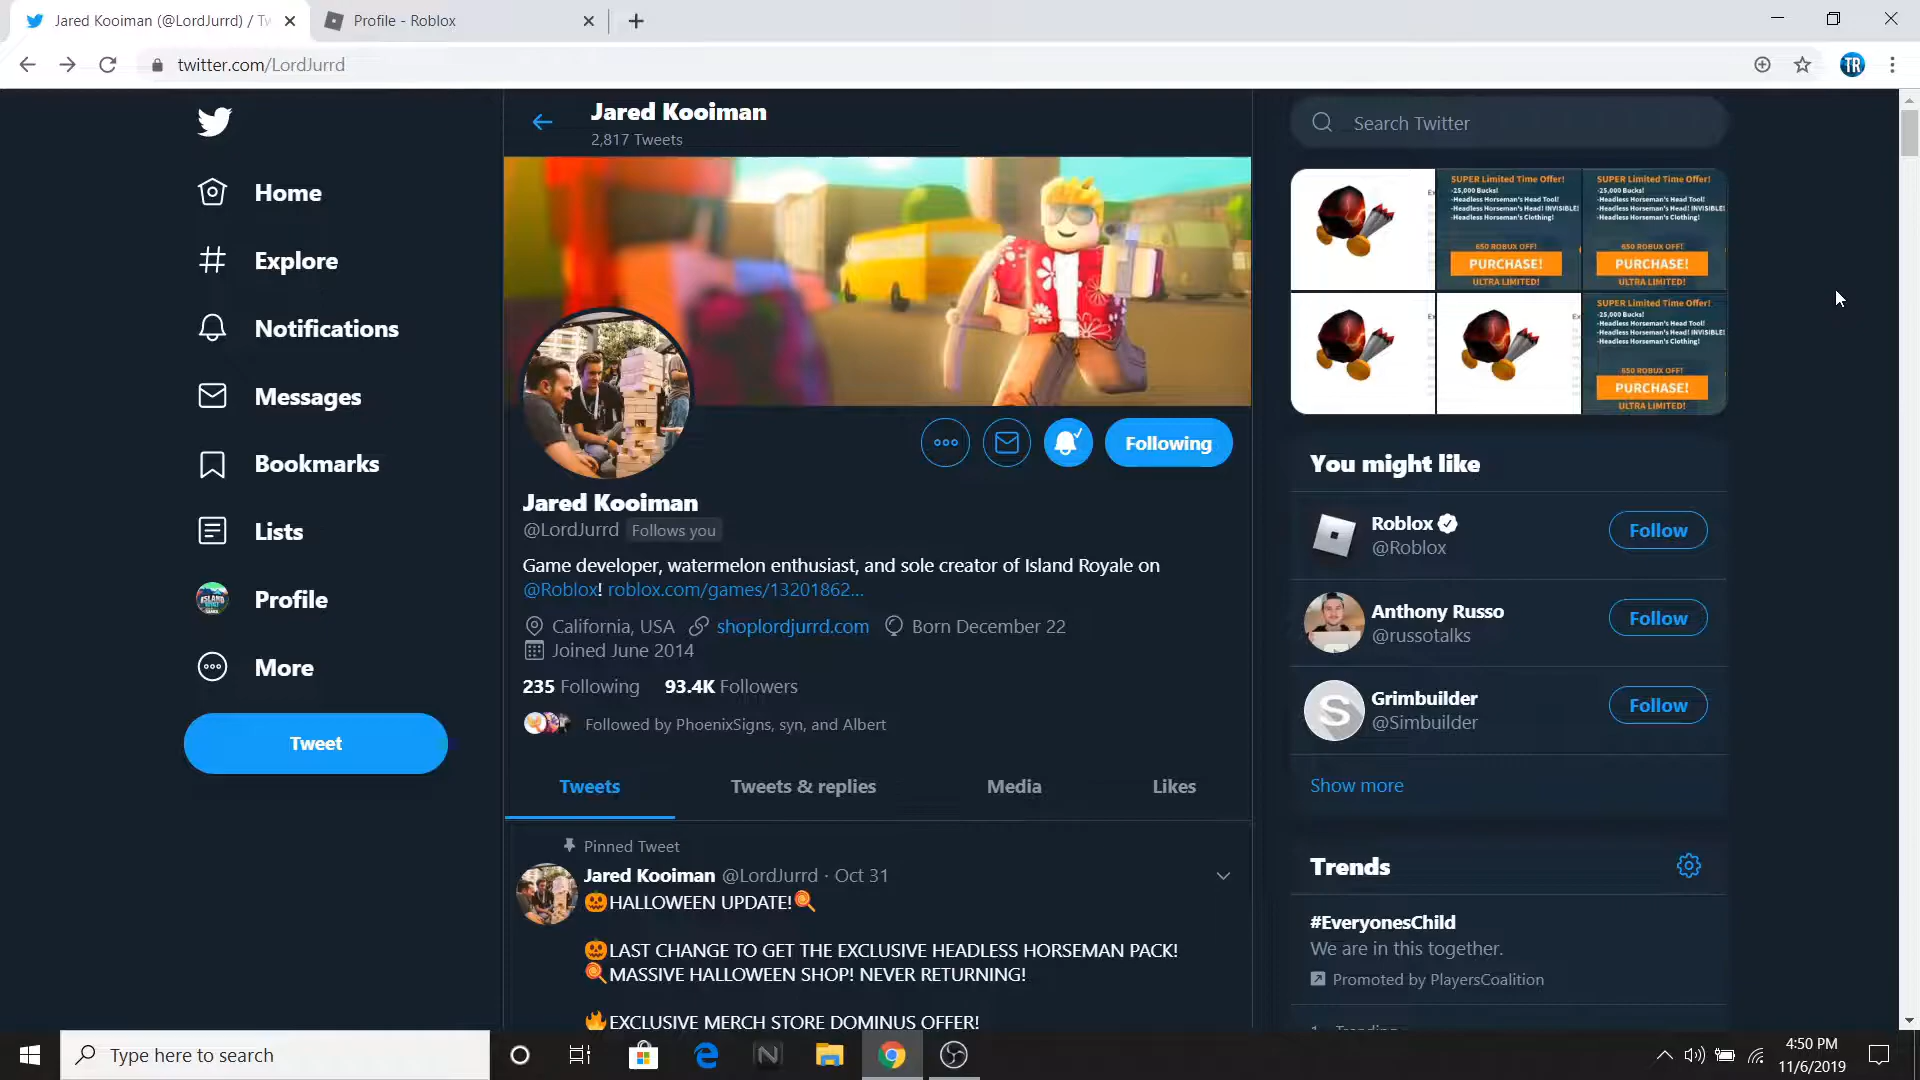 Jared Kooiman (@LordJurrd) / Tw
Profile - Roblox
twitter.com/LordJurrd
TR
Home
Explore
Notifications
Messages
Bookmarks
Lists
Profile
More
Tweet
Jared Kooiman
2,817 Tweets
Following
Jared Kooiman
@LordJurrd Follows you
Game developer, watermelon enthusiast, and sole creator of Island Royale on
@Roblox! roblox.com/games/13201862...
California, USA shoplordjurrd.com Born December 22
Joined June 2014
235 Following 93.4K Followers
Followed by PhoenixSigns, syn, and Albert
Tweets Tweets & replies Media Likes
Pinned Tweet
Jared Kooiman @LordJurrd · Oct 31
🎃HALLOWEEN UPDATE!🍭
🎃LAST CHANGE TO GET THE EXCLUSIVE HEADLESS HORSEMAN PACK!
🍭MASSIVE HALLOWEEN SHOP! NEVER RETURNING!
🔥EXCLUSIVE MERCH STORE DOMINUS OFFER!
Search Twitter
SUPER Limited Time Offer!
-25,000 Bucks!
-Headless Horseman's Head Tool!
-Headless Horseman's Head! INVISIBLE!
-Headless Horseman's Clothing!
650 ROBUX OFF!
PURCHASE!
ULTRA LIMITED!
SUPER Limited Time Offer!
-25,000 Bucks!
-Headless Horseman's Head Tool!
-Headless Horseman's Head! INVISIBLE!
-Headless Horseman's Clothing!
650 ROBUX OFF!
PURCHASE!
ULTRA LIMITED!
SUPER Limited Time Offer!
-25,000 Bucks!
-Headless Horseman's Head Tool!
-Headless Horseman's Head! INVISIBLE!
-Headless Horseman's Clothing!
650 ROBUX OFF!
PURCHASE!
ULTRA LIMITED!
You might like
Roblox
@Roblox
Follow
Anthony Russo
@russotalks
Follow
Grimbuilder
@Simbuilder
Follow
Show more
Trends
#EveryonesChild
We are in this together.
Promoted by PlayersCoalition
Type here to search
4:50 PM
11/6/2019